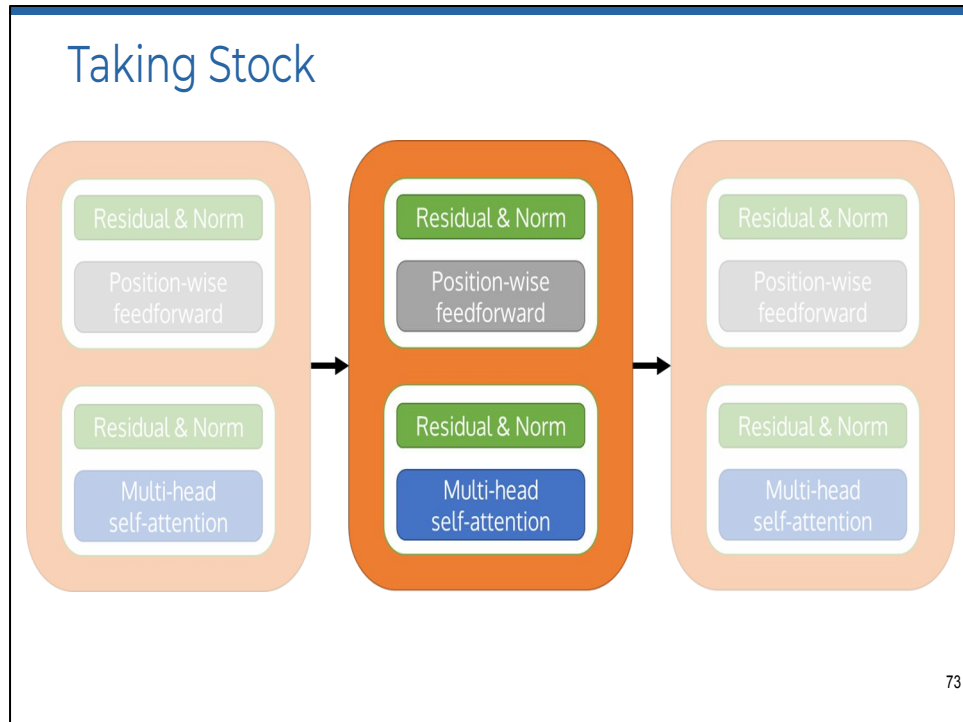 Taking Stock
Residual & Norm
Position-wise
feedforward
Residual & Norm
Multi-head
self-attention
Residual & Norm
Position-wise
feedforward
Residual & Norm
Multi-head
self-attention
Residual & Norm
Position-wise
feedforward
Residual & Norm
Multi-head
self-attention
73